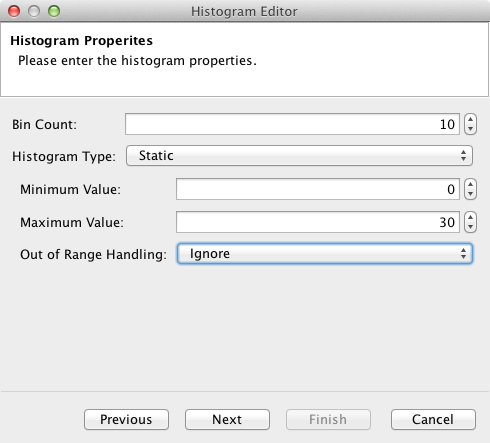 Histogram Editor
Histogram Properites
Please enter the histogram properties.
Bin Count: 10
Histogram Type: Static
Minimum Value: 0
Maximum Value: 30
Out of Range Handling: Ignore
Previous Next Finish Cancel